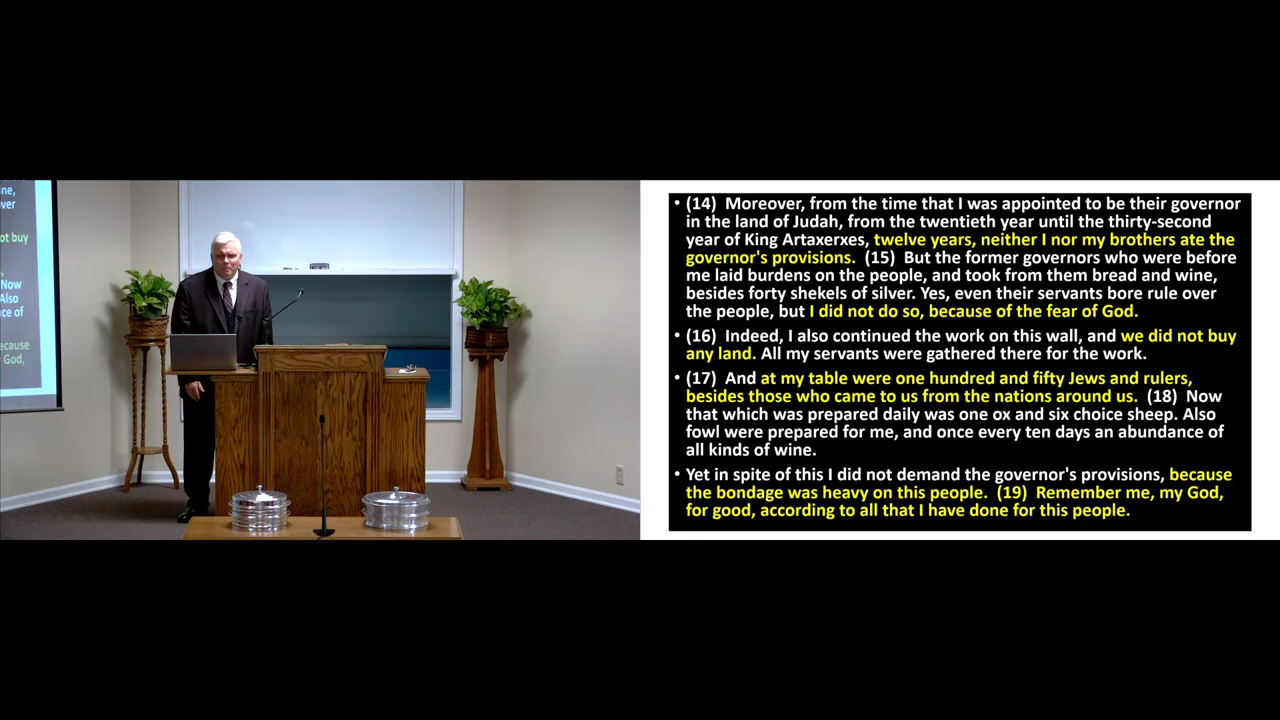 ne,
over
not buy
Now
Also
ce of
ecause
God,
• (14) Moreover, from the time that I was appointed to be their governor
in the land of Judah, from the twentieth year until the thirty-second
year of King Artaxerxes, twelve years, neither I nor my brothers ate the
governor's provisions. (15) But the former governors who were before
me laid burdens on the people, and took from them bread and wine,
besides forty shekels of silver. Yes, even their servants bore rule over
the people, but I did not do so, because of the fear of God.
• (16) Indeed, I also continued the work on this wall, and we did not buy
any land. All my servants were gathered there for the work.
• (17) And at my table were one hundred and fifty Jews and rulers,
besides those who came to us from the nations around us. (18) Now
that which was prepared daily was one ox and six choice sheep. Also
fowl were prepared for me, and once every ten days an abundance of
all kinds of wine.
• Yet in spite of this I did not demand the governor's provisions, because
the bondage was heavy on this people. (19) Remember me, my God,
for good, according to all that I have done for this people.